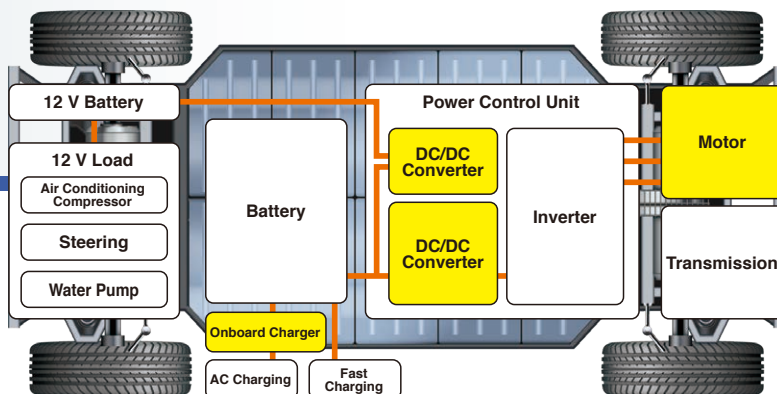 12 V Battery
12 V Load
Air Conditioning
Compressor
Steering
Water Pump
Battery
Onboard Charger
AC Charging
Fast
Charging
Power Control Unit
DC/DC
Converter
DC/DC
Converter
Inverter
Motor
Transmission